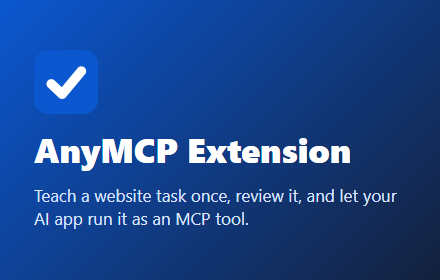 AnyMCP Extension
Teach a website task once, review it, and let your
AI app run it as an MCP tool.